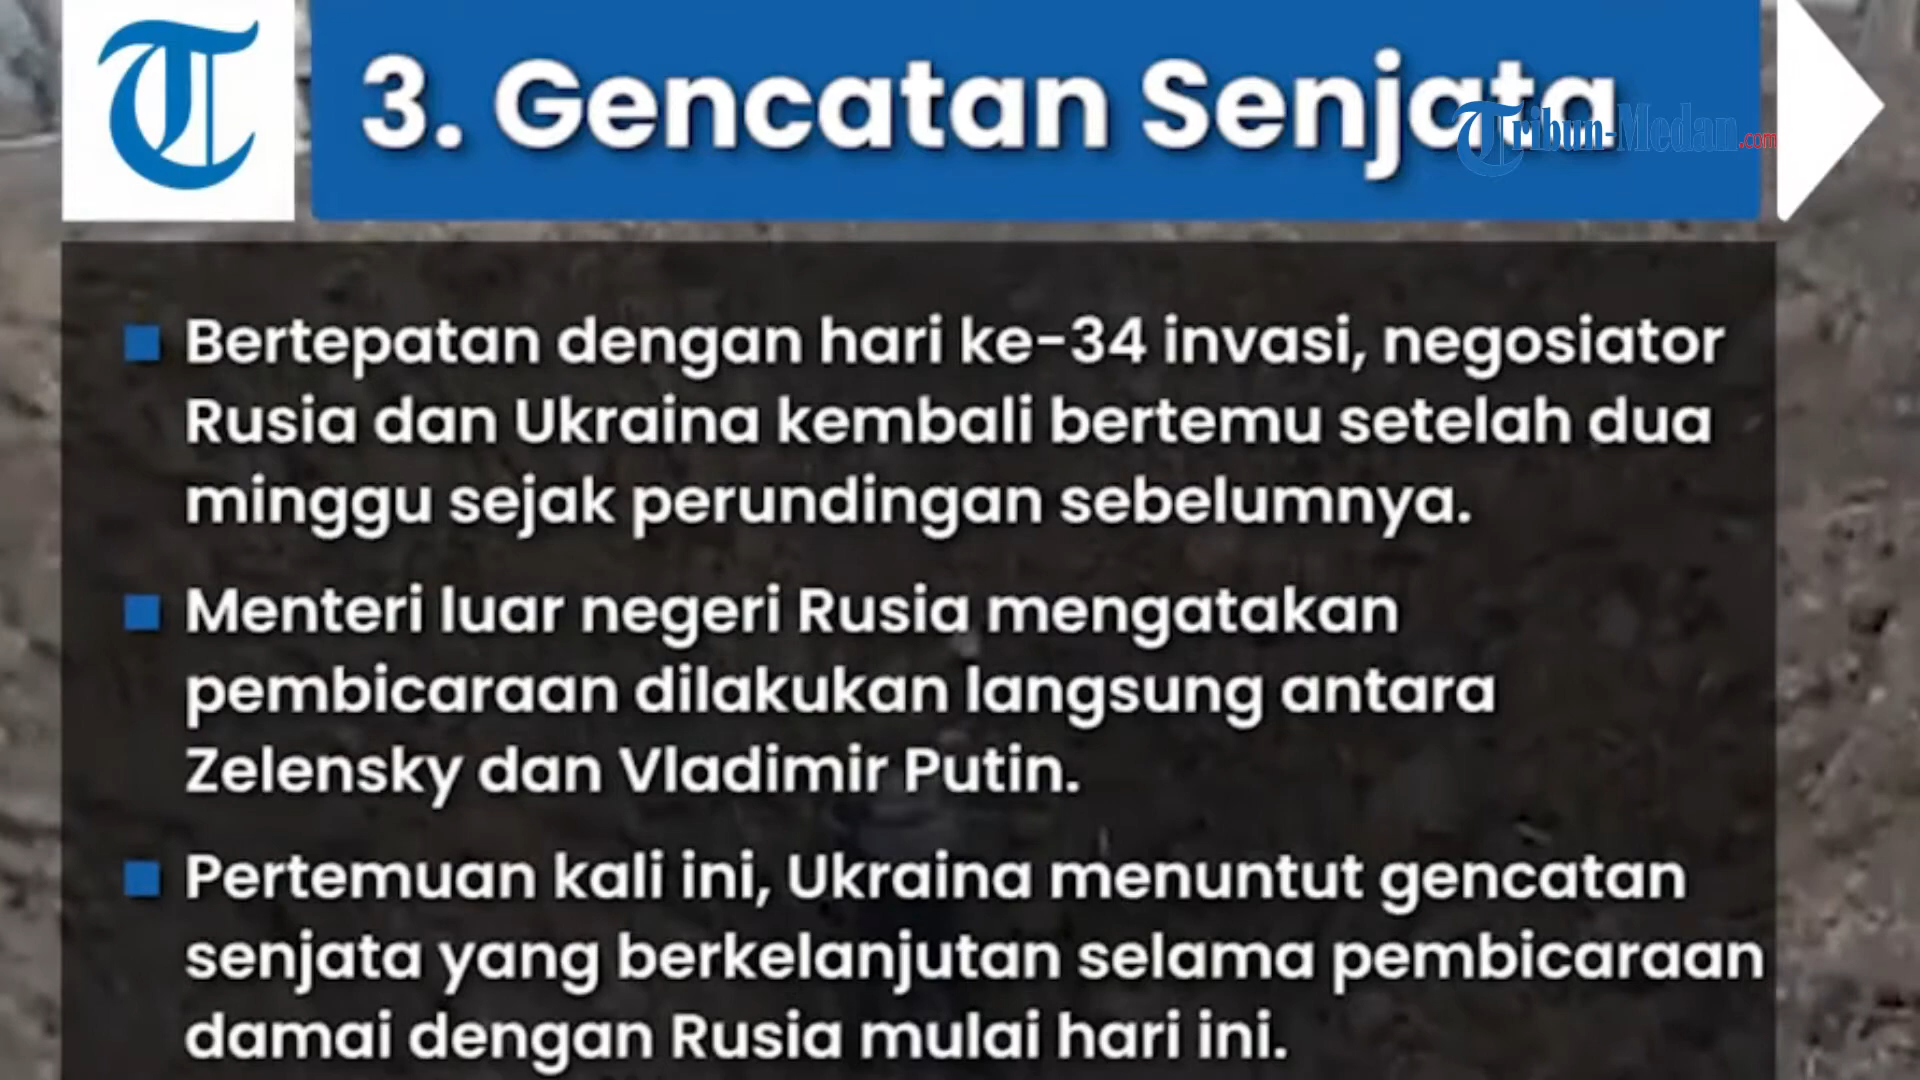 3. Gencatan Senjata
Tribun-Medan.com
Bertepatan dengan hari ke-34 invasi, negosiator
Rusia dan Ukraina kembali bertemu setelah dua
minggu sejak perundingan sebelumnya.
Menteri luar negeri Rusia mengatakan
pembicaraan dilakukan langsung antara
Zelensky dan Vladimir Putin.
Pertemuan kali ini, Ukraina menuntut gencatan
senjata yang berkelanjutan selama pembicaraan
damai dengan Rusia mulai hari ini.